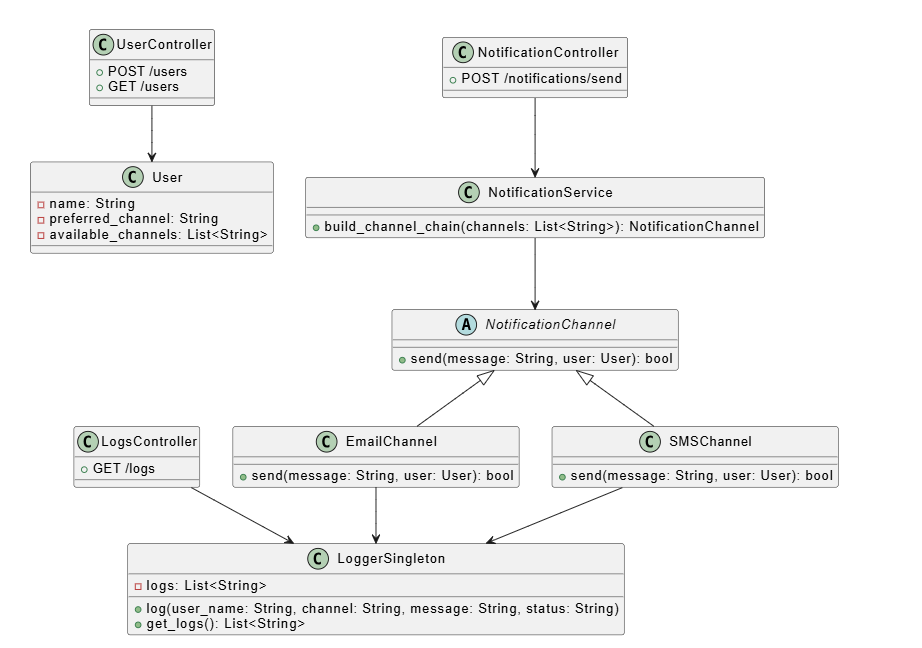 C UserController
POST /users
GET /users
C NotificationController
POST /notifications/send
C User
name: String
preferred_channel: String
available_channels: List<String>
C NotificationService
build_channel_chain(channels: List<String>): NotificationChannel
A NotificationChannel
send(message: String, user: User): bool
C LogsController
GET /logs
C EmailChannel
send(message: String, user: User): bool
C SMSChannel
send(message: String, user: User): bool
C LoggerSingleton
logs: List<String>
log(user_name: String, channel: String, message: String, status: String)
get_logs(): List<String>